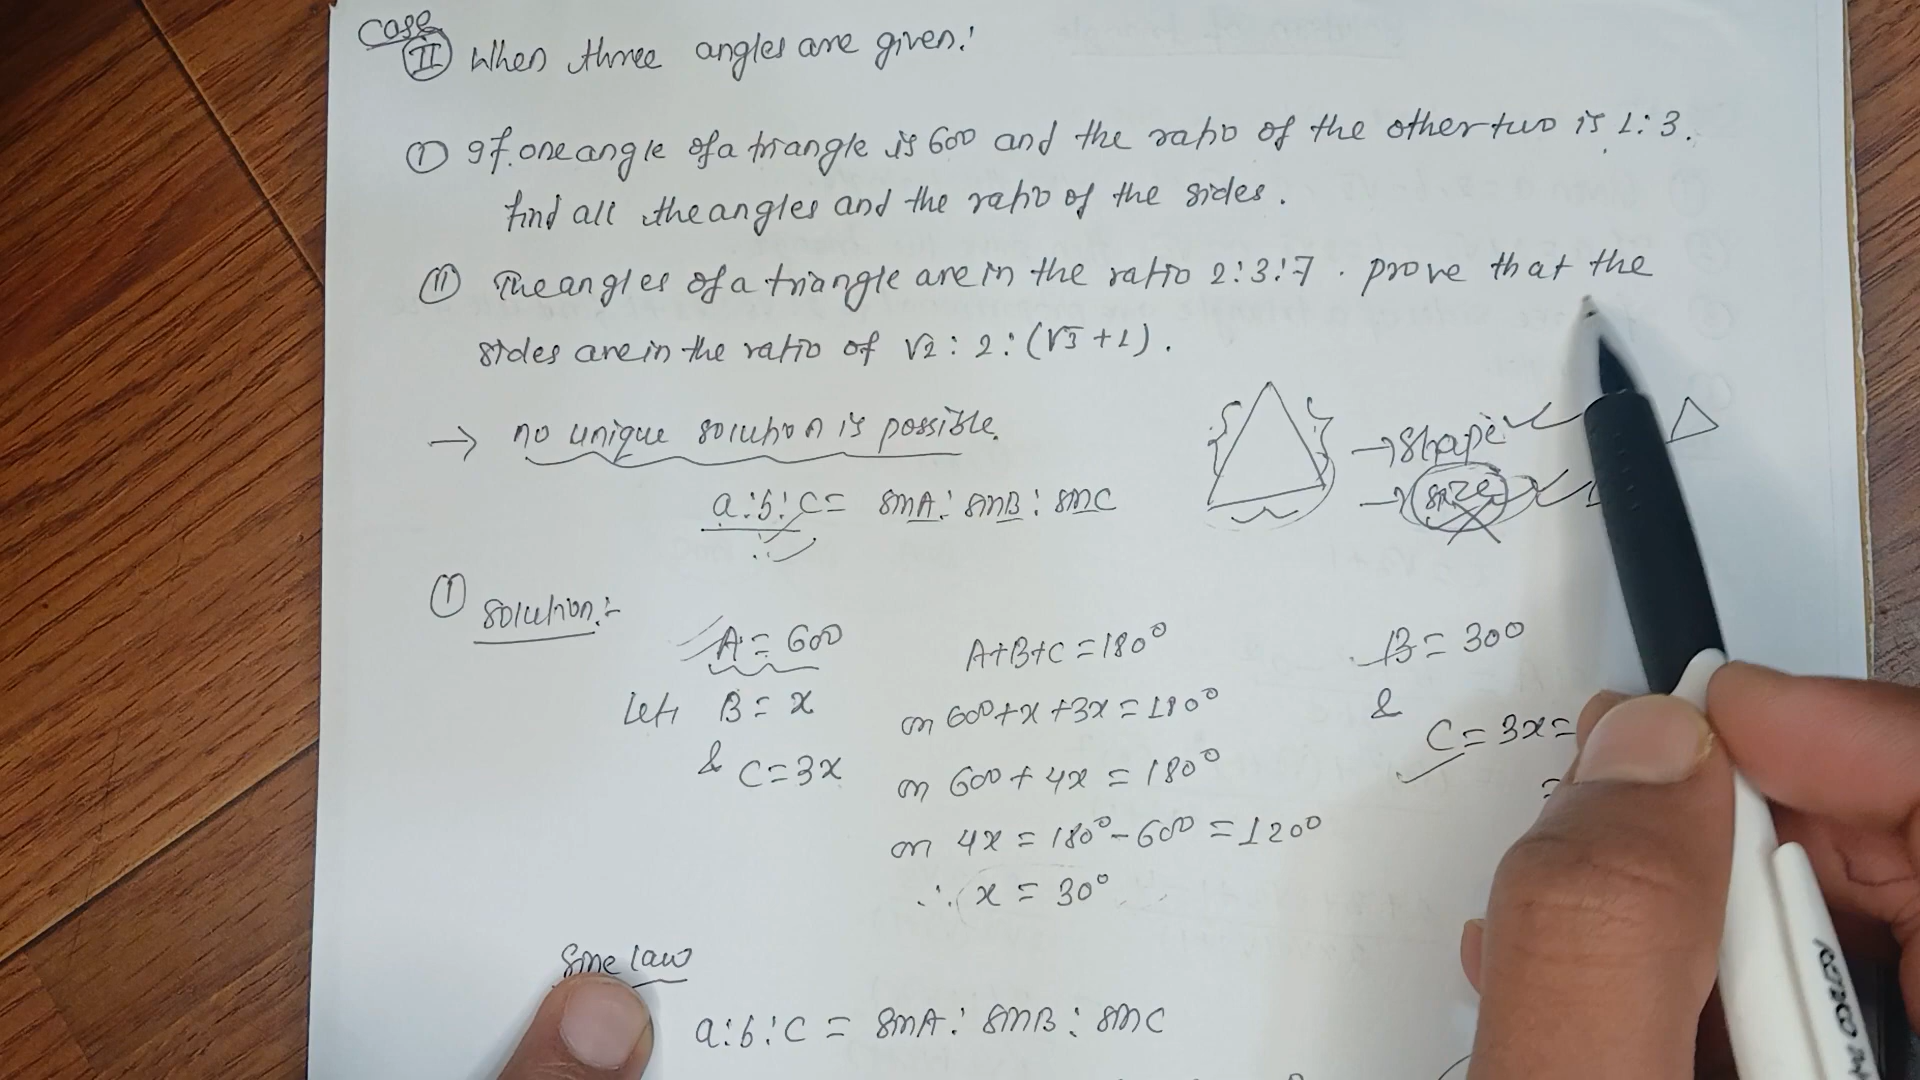 Case
II When three angles are given:
I If one angle of a triangle is 60° and the ratio of the other two is 1:3.
find all the angles and the ratio of the sides.
II The angles of a triangle are in the ratio 2:3:7. prove that the
sides are in the ratio of √2 : 2 : (√3+1).
→ no unique solution is possible.
→ shape
→ size
a:b:c = sinA : sinB : sinC
I Solution:-
A = 60°
Let, B = x
& C = 3x
A+B+C = 180°
or 60°+x+3x = 180°
or 60°+4x = 180°
or 4x = 180°-60° = 120°
∴ x = 30°
B = 30°
&
C = 3x =
=
Sine law
a:b:c = sinA : sinB : sinC